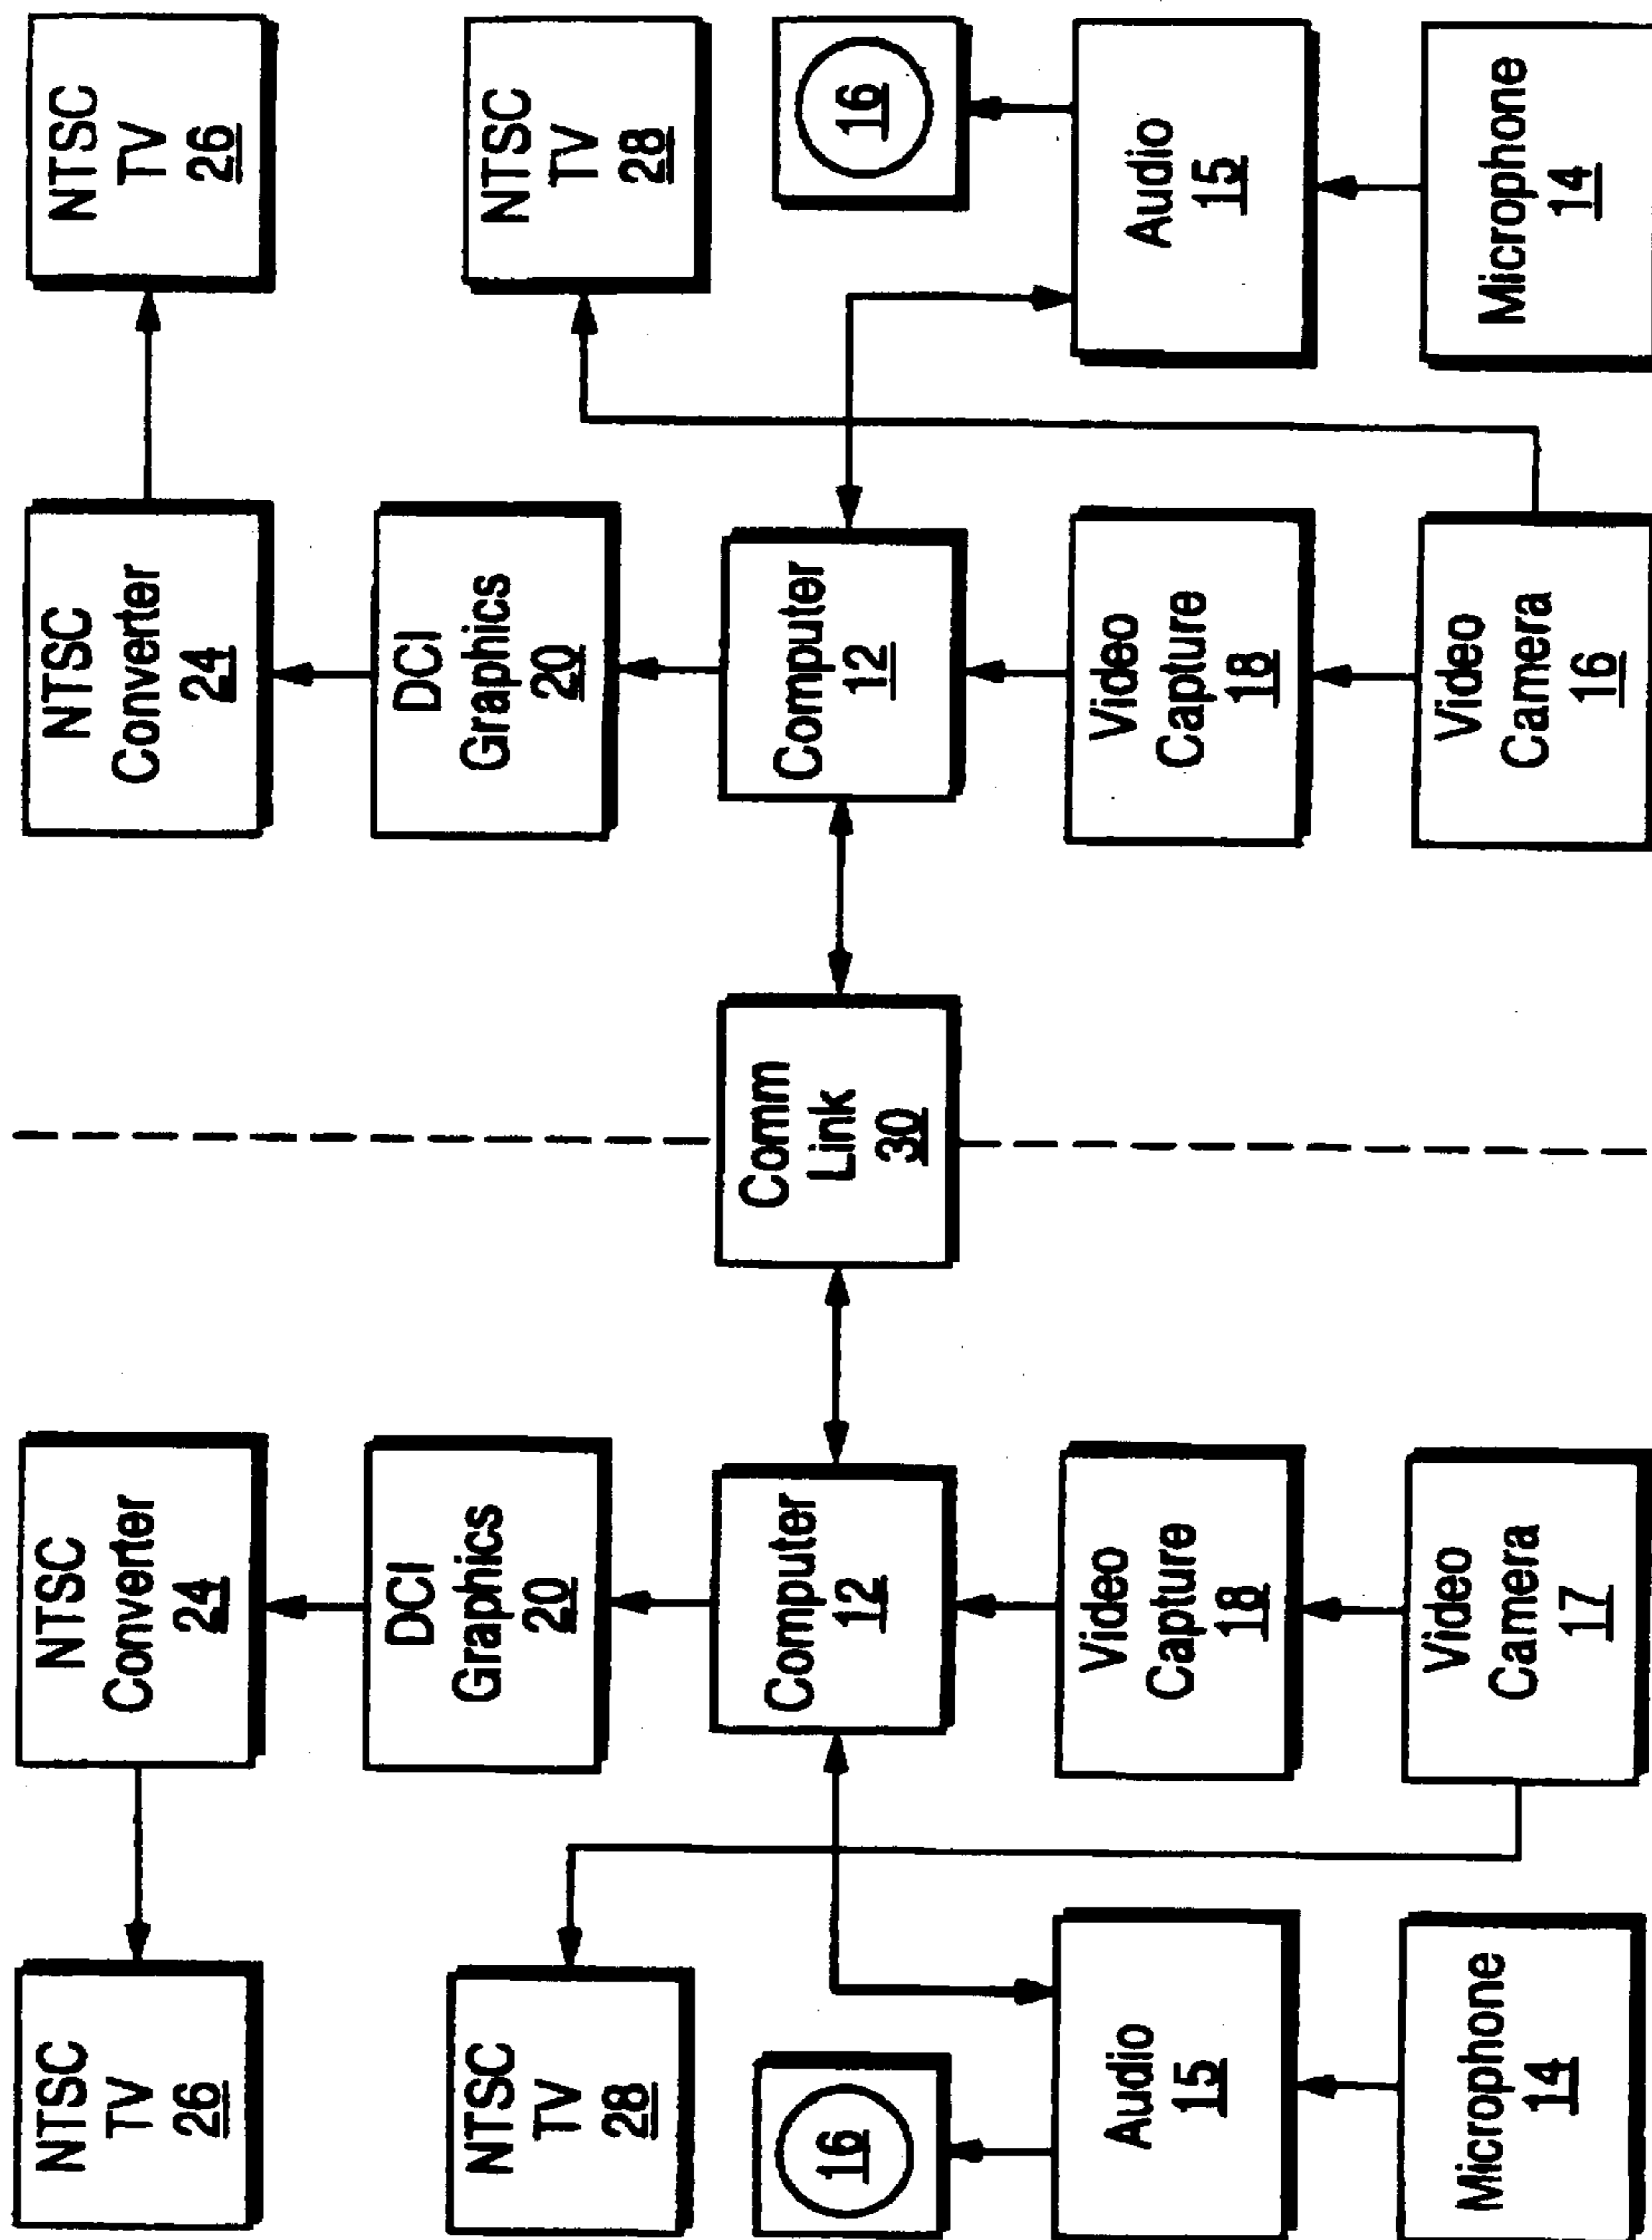 NTSC
TV
26
NTSC
Converter
24
NTSC
Converter
24
NTSC
TV
26
NTSC
TV
28
DCI
Graphics
20
DCI
Graphics
20
NTSC
TV
28
16
Computer
12
Comm
Link
30
Computer
12
16
Audio
15
Video
Capture
18
Video
Capture
18
Audio
15
Microphone
14
Video
Camera
17
Video
Camera
16
Microphone
14